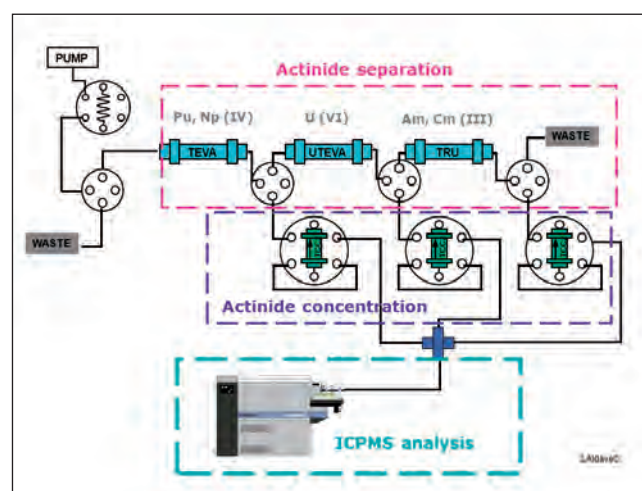 PUMP
Actinide separation
Pu, Np (IV)
U (VI)
Am, Cm (III)
WASTE
TEVA
UTEVA
TRU
WASTE
Actinide concentration
ICPMS analysis